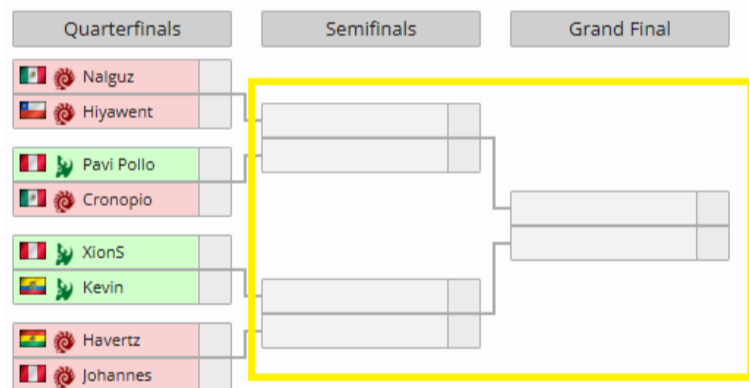 Quarterfinals
Semifinals
Grand Final
Nalguz
Hiyawent
Pavi Pollo
Cronopio
XionS
Kevin
Havertz
Johannes